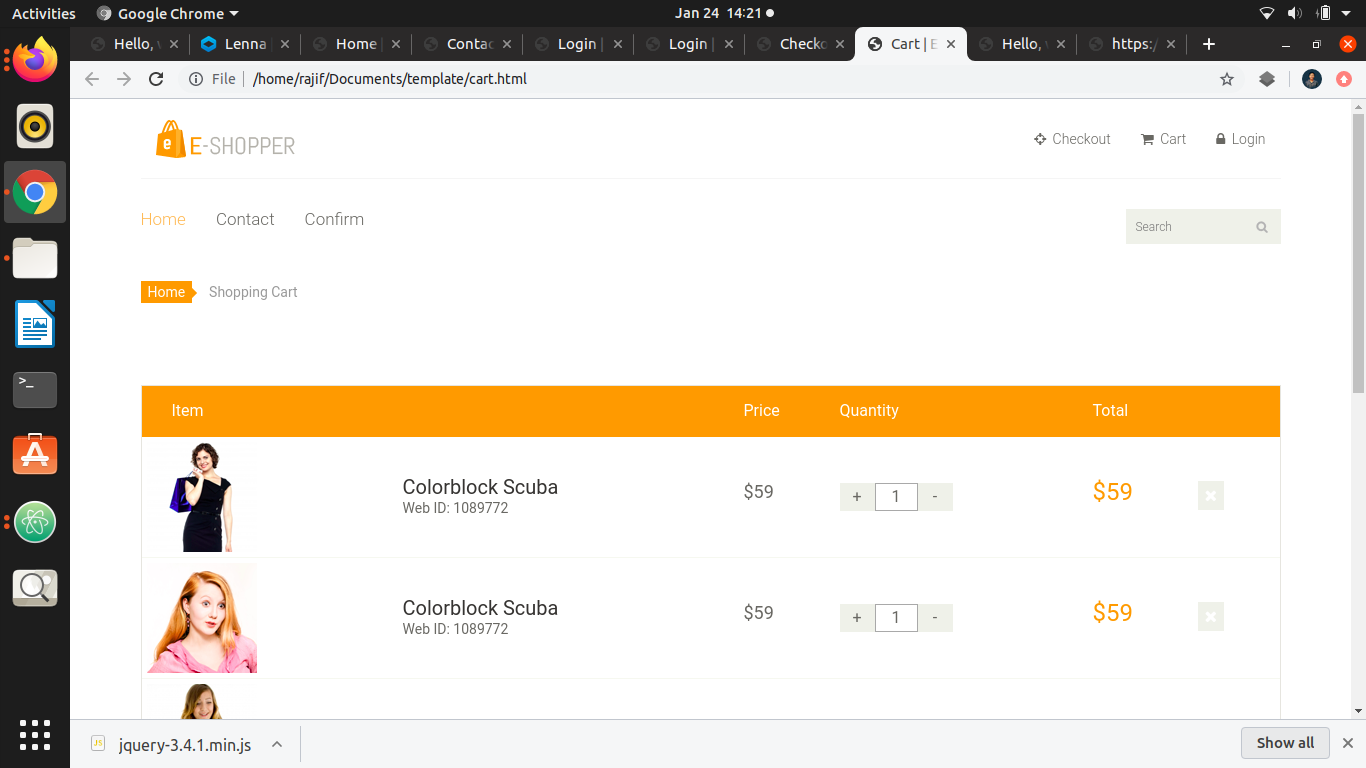 Activities Google Chrome Jan 24 14:21
Hello, Lenna Home | Contac Login | Login | Checko Cart | E Hello, https:/
File /home/rajif/Documents/template/cart.html
e E-SHOPPER Checkout Cart Login
Home Contact Confirm Search
Home Shopping Cart
Item Price Quantity Total
Colorblock Scuba
Web ID: 1089772
$59 + 1 - $59
Colorblock Scuba
Web ID: 1089772
$59 + 1 - $59
JS jquery-3.4.1.min.js Show all
>_